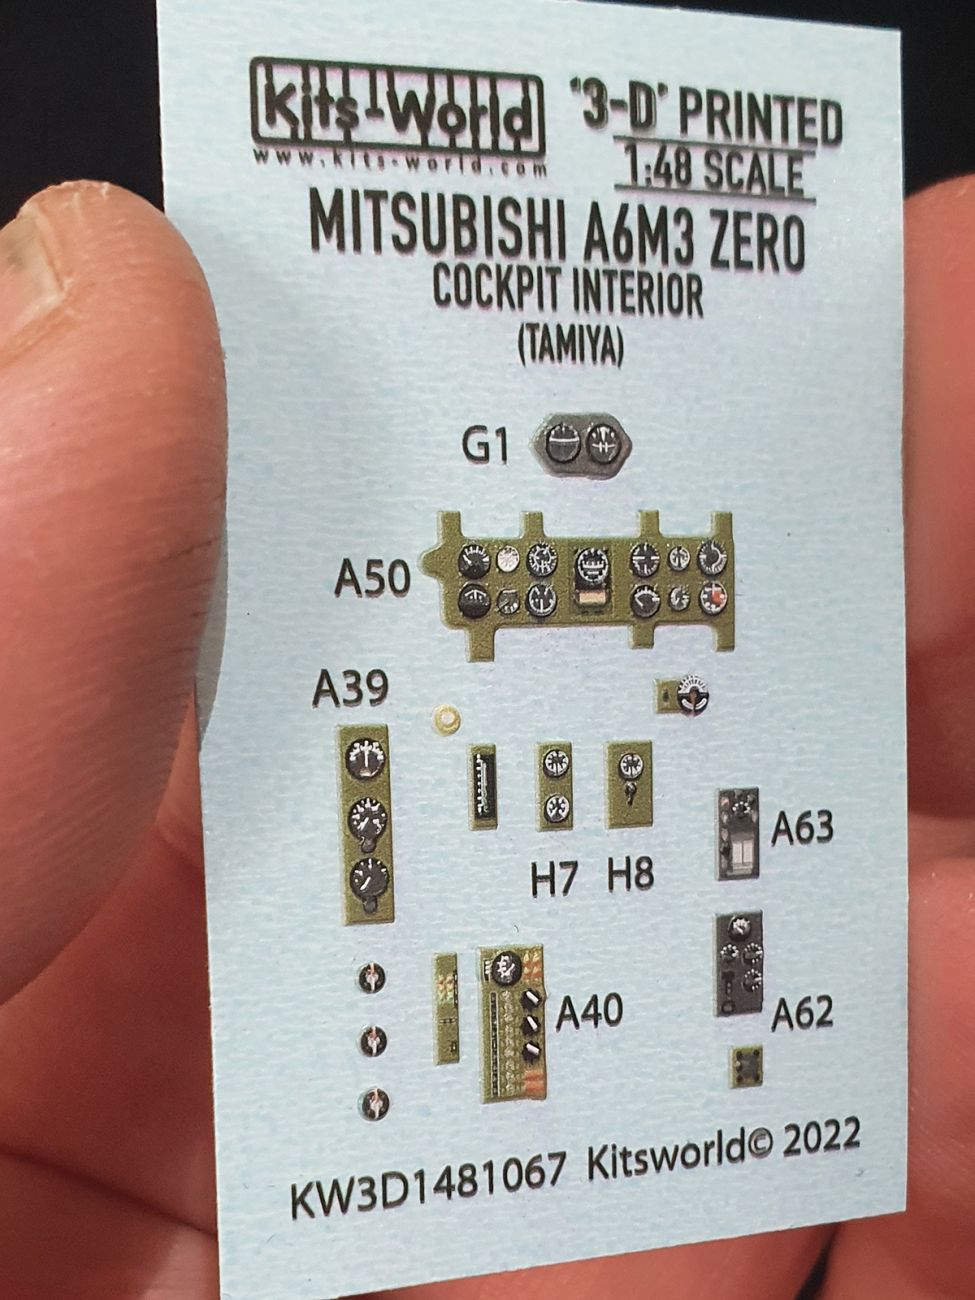 Kits-World
www.kits-world.com
'3-D' PRINTED
1:48 SCALE
MITSUBISHI A6M3 ZERO
COCKPIT INTERIOR
(TAMIYA)
G1
A50
A39
A63
H7 H8
A40
A62
KW3D1481067 Kitsworld© 2022